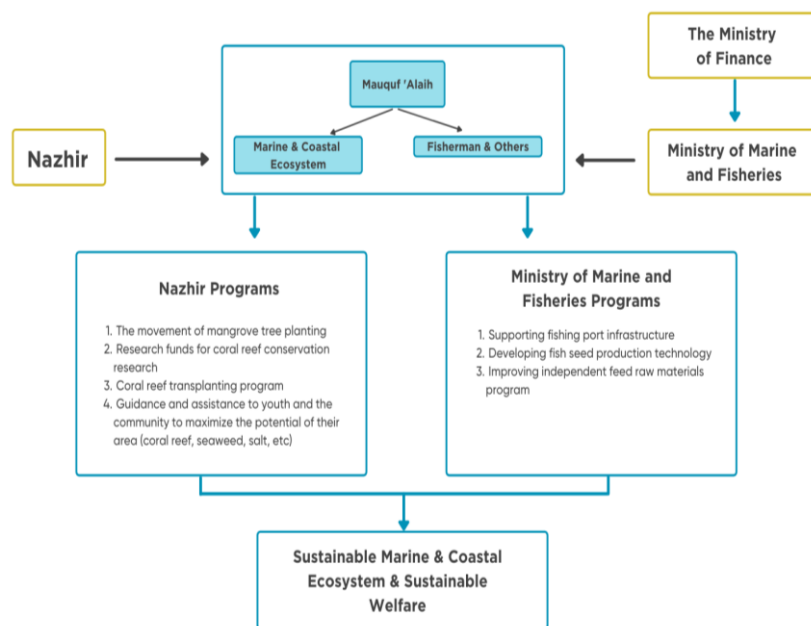 The Ministry
of Finance
Mauquf 'Alaih
Marine & Coastal
Ecosystem
Fisherman & Others
Nazhir
Ministry of Marine
and Fisheries
Nazhir Programs
1. The movement of mangrove tree planting
2. Research funds for coral reef conservation
research
3. Coral reef transplanting program
4. Guidance and assistance to youth and the
community to maximize the potential of their
area (coral reef, seaweed, salt, etc)
Ministry of Marine and
Fisheries Programs
1. Supporting fishing port infrastructure
2. Developing fish seed production technology
3. Improving independent feed raw materials
program
Sustainable Marine & Coastal
Ecosystem & Sustainable
Welfare